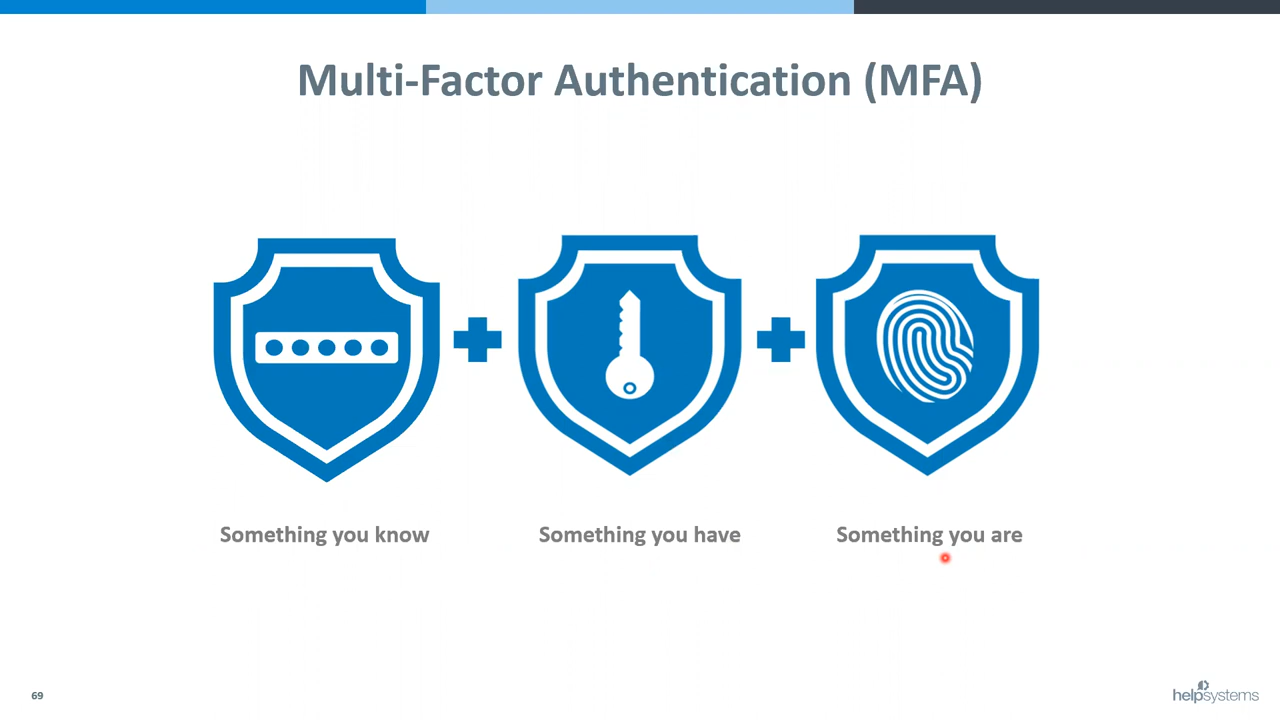 Multi-Factor Authentication (MFA)
Something you know
Something you have
Something you are
69
helpsystems